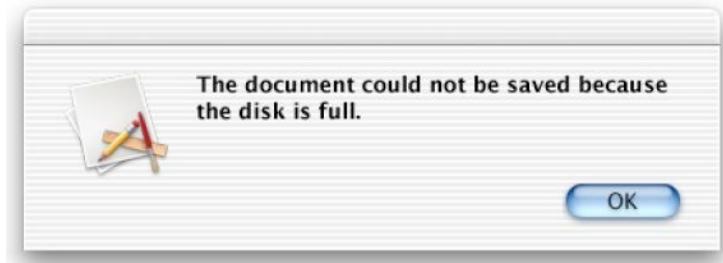 The document could not be saved because
the disk is full.
OK